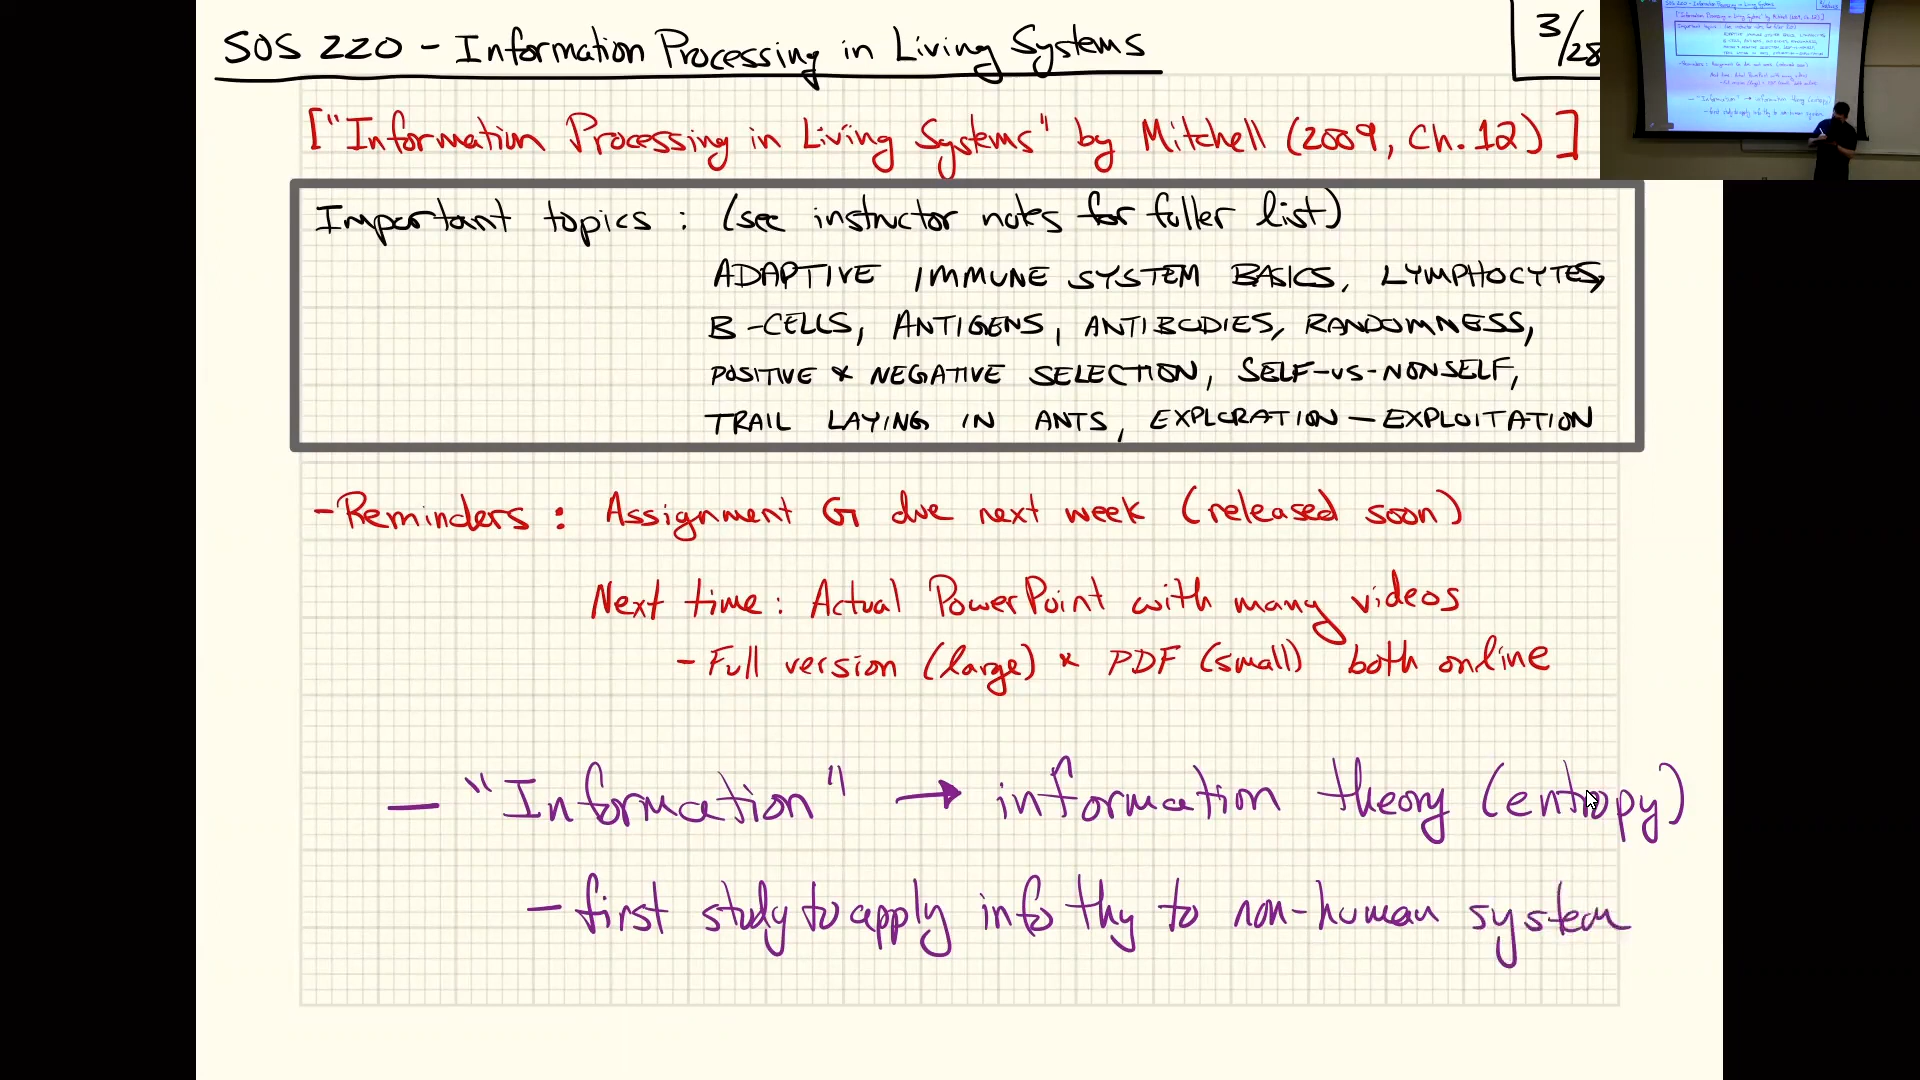 SOS 220 - Information Processing in Living Systems
3/28
["Information Processing in Living Systems" by Mitchell (2009, Ch. 12)]
Important topics : (see instructor notes for fuller list)
ADAPTIVE IMMUNE SYSTEM BASICS, LYMPHOCYTES,
B-CELLS, ANTIGENS, ANTIBODIES, RANDOMNESS,
POSITIVE & NEGATIVE SELECTION, SELF-VS-NONSELF,
TRAIL LAYING IN ANTS, EXPLORATION-EXPLOITATION
- Reminders : Assignment G due next week (released soon)
Next time : Actual PowerPoint with many videos
- Full version (large) & PDF (small) both online
- "Information" → information theory (entropy)
- first study to apply info thy to non-human system